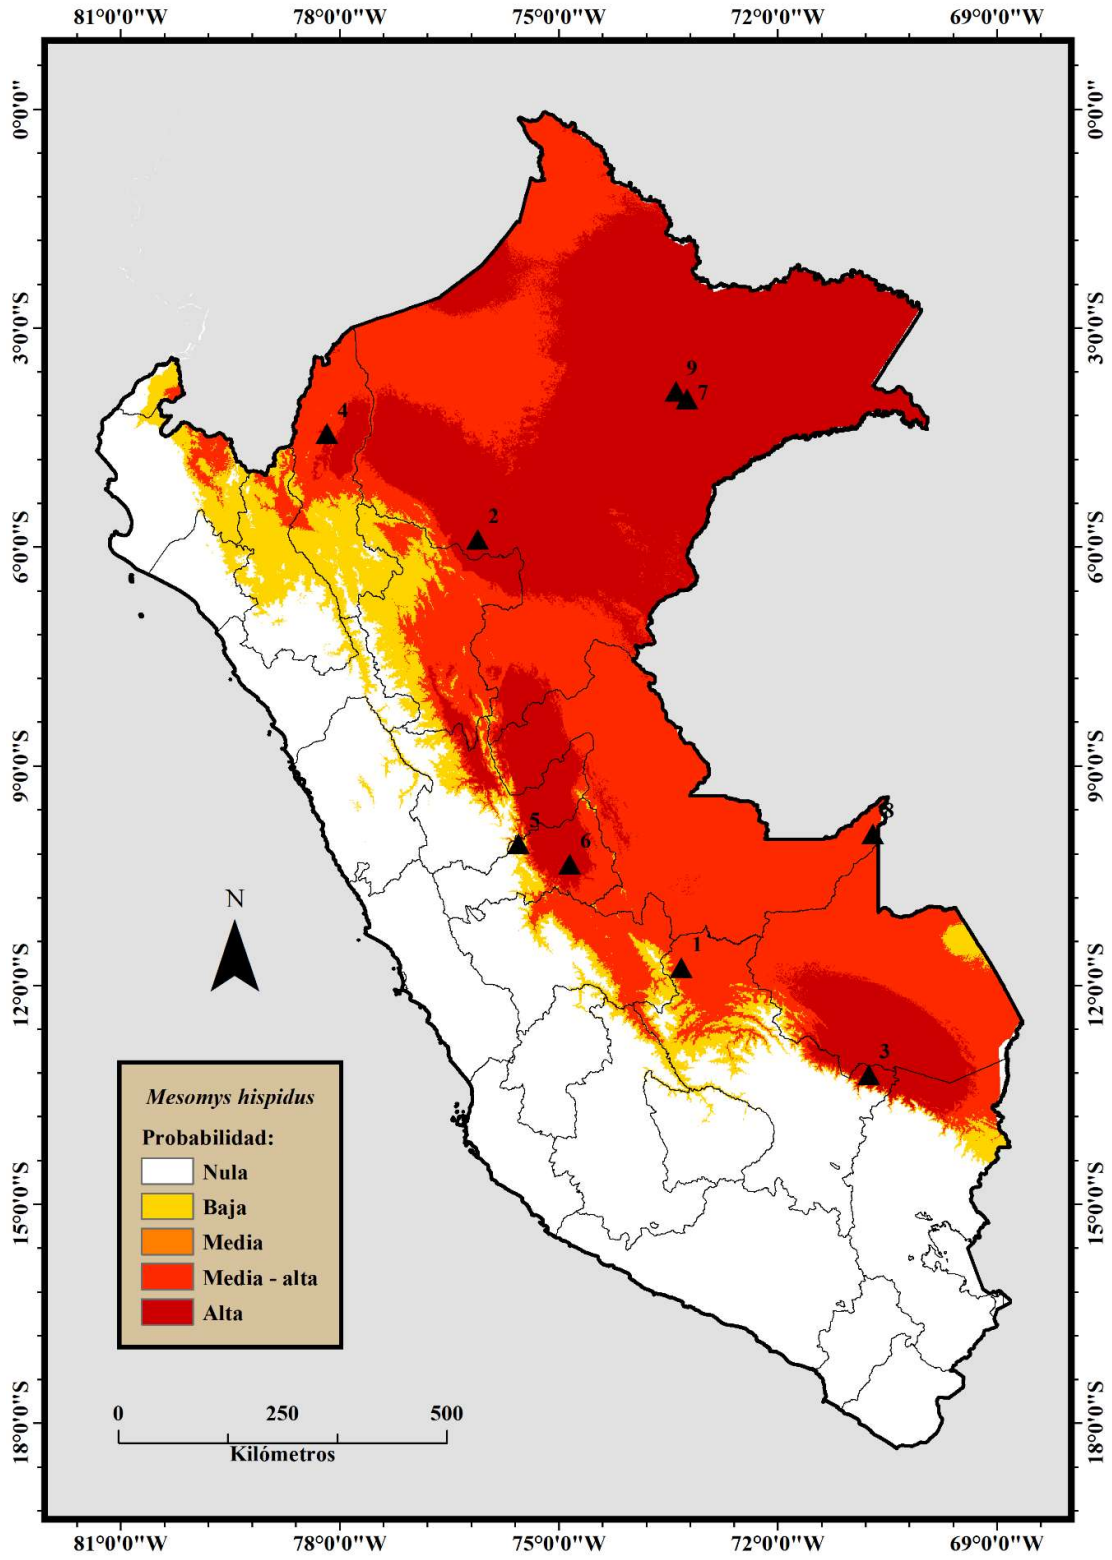 81°0'0"W 78°0'0"W 75°0'0"W 72°0'0"W 69°0'0"W
0°0'0" 0°0'0"
3°0'0"S 3°0'0"S
9
7
4
2
6°0'0"S 6°0'0"S
9°0'0"S 9°0'0"S
8
5
6
N
1
12°0'0"S 12°0'0"S
3
Mesomys hispidus
Probabilidad:
Nula
Baja
Media
Media - alta
Alta
15°0'0"S 15°0'0"S
0 250 500
Kilómetros
18°0'0"S 18°0'0"S
81°0'0"W 78°0'0"W 75°0'0"W 72°0'0"W 69°0'0"W